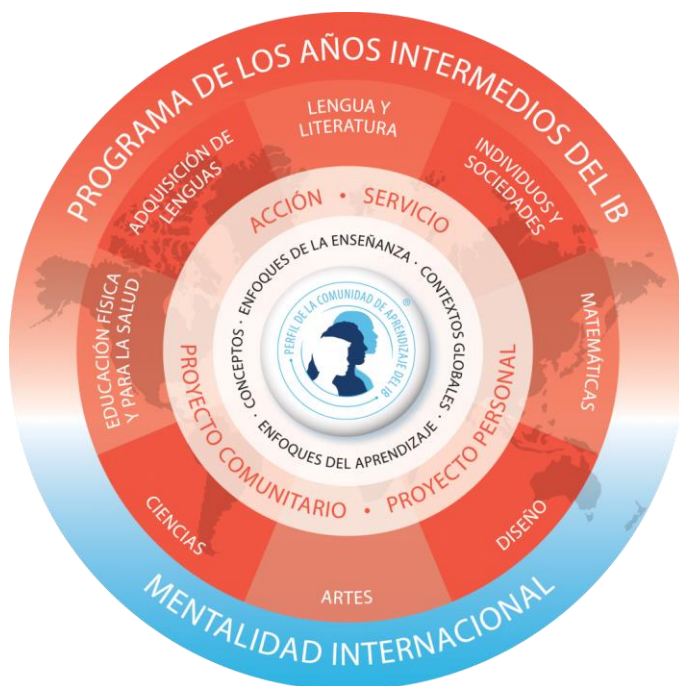 PROGRAMA DE LOS AÑOS INTERMEDIOS DEL IB
LENGUA Y
LITERATURA
INDIVIDUOS Y
SOCIEDADES
MATEMÁTICAS
DISEÑO
ARTES
CIENCIAS
EDUCACIÓN FÍSICA
Y PARA LA SALUD
ADQUISICIÓN DE
LENGUAS
ACCIÓN • SERVICIO
PROYECTO COMUNITARIO • PROYECTO PERSONAL
CONCEPTOS · ENFOQUES DE LA ENSEÑANZA · CONTEXTOS GLOBALES ·
ENFOQUES DEL APRENDIZAJE ·
• PERFIL DE LA COMUNIDAD DE APRENDIZAJE DEL IB •
®
MENTALIDAD INTERNACIONAL